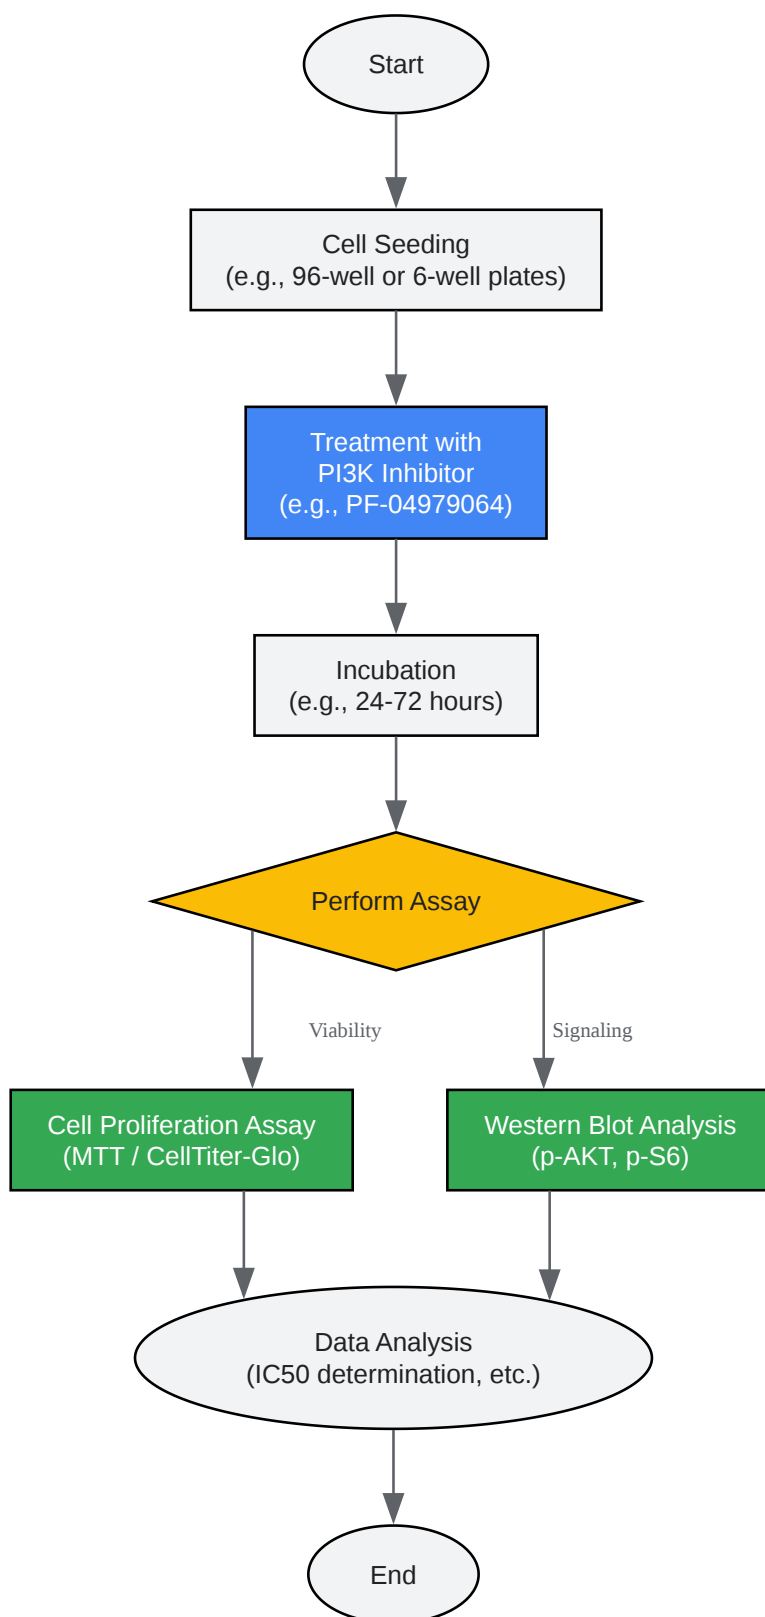 Start
Cell Seeding
(e.g., 96-well or 6-well plates)
Treatment with
PI3K Inhibitor
(e.g., PF-04979064)
Incubation
(e.g., 24-72 hours)
Perform Assay
Viability
Signaling
Cell Proliferation Assay
(MTT / CellTiter-Glo)
Western Blot Analysis
(p-AKT, p-S6)
Data Analysis
(IC50 determination, etc.)
End